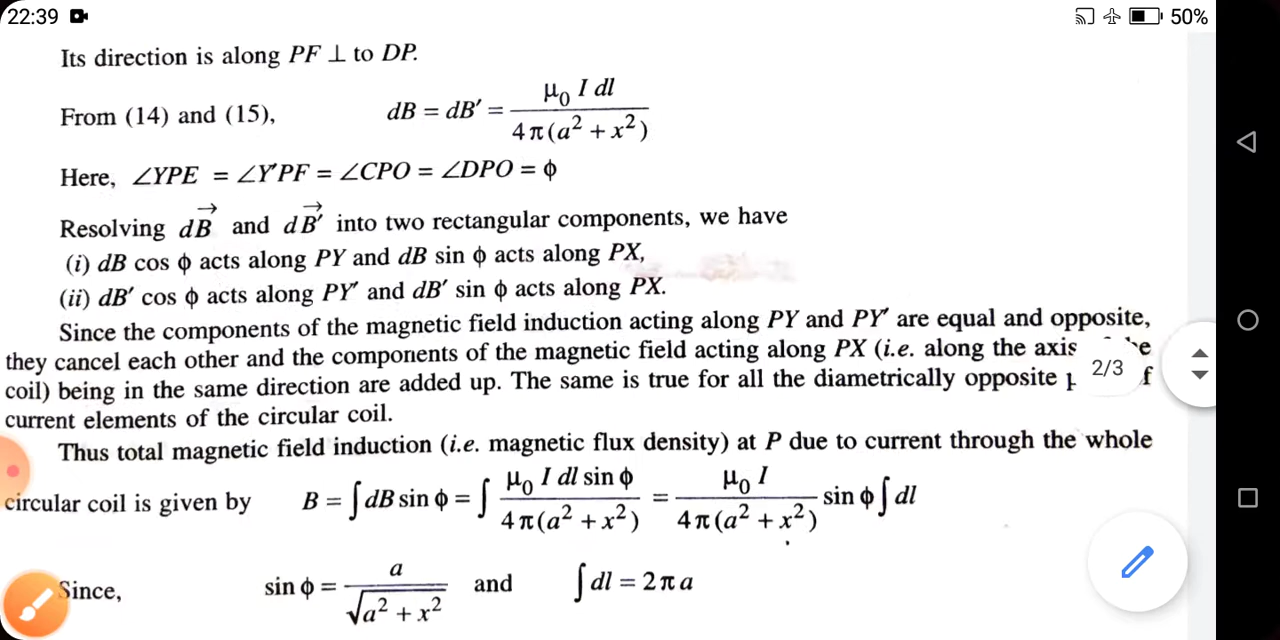 22:39
50%
Its direction is along PF ⊥ to DP.
From (14) and (15), dB = dB′ = μ₀ I dl / 4π(a² + x²)
Here, ∠YPE = ∠Y′PF = ∠CPO = ∠DPO = ϕ
Resolving dB⃗ and dB⃗′ into two rectangular components, we have
(i) dB cos ϕ acts along PY and dB sin ϕ acts along PX,
(ii) dB′ cos ϕ acts along PY′ and dB′ sin ϕ acts along PX.
Since the components of the magnetic field induction acting along PY and PY′ are equal and opposite,
they cancel each other and the components of the magnetic field acting along PX (i.e. along the axis
2/3
coil) being in the same direction are added up. The same is true for all the diametrically opposite
current elements of the circular coil.
Thus total magnetic field induction (i.e. magnetic flux density) at P due to current through the whole
circular coil is given by B = ∫ dB sin ϕ = ∫ μ₀ I dl sin ϕ / 4π(a² + x²) = μ₀ I / 4π(a² + x²) sin ϕ ∫ dl
Since, sin ϕ = a / √(a² + x²) and ∫ dl = 2πa